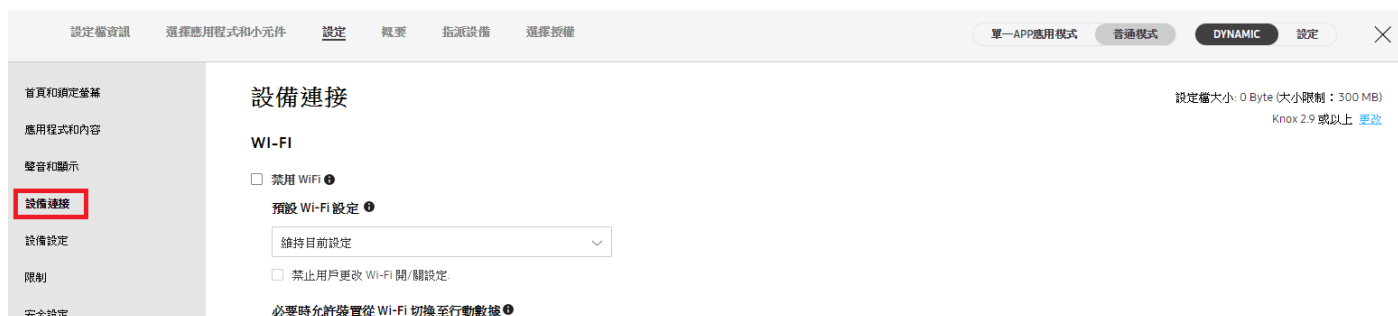 設定檔資訊 選擇應用程式和小元件 設定 概要 指派設備 選擇授權 單一APP應用模式 普通模式 DYNAMIC 設定
首頁和鎖定螢幕
應用程式和內容
聲音和顯示
設備連接
設備設定
限制
安全設定
設備連接
設定檔大小: 0 Byte (大小限制：300 MB)
Knox 2.9 或以上 更改
WI-FI
禁用 WiFi
預設 Wi-Fi 設定
維持目前設定
禁止用戶更改 Wi-Fi 開/關設定.
必要時允許裝置從 Wi-Fi 切換至行動數據